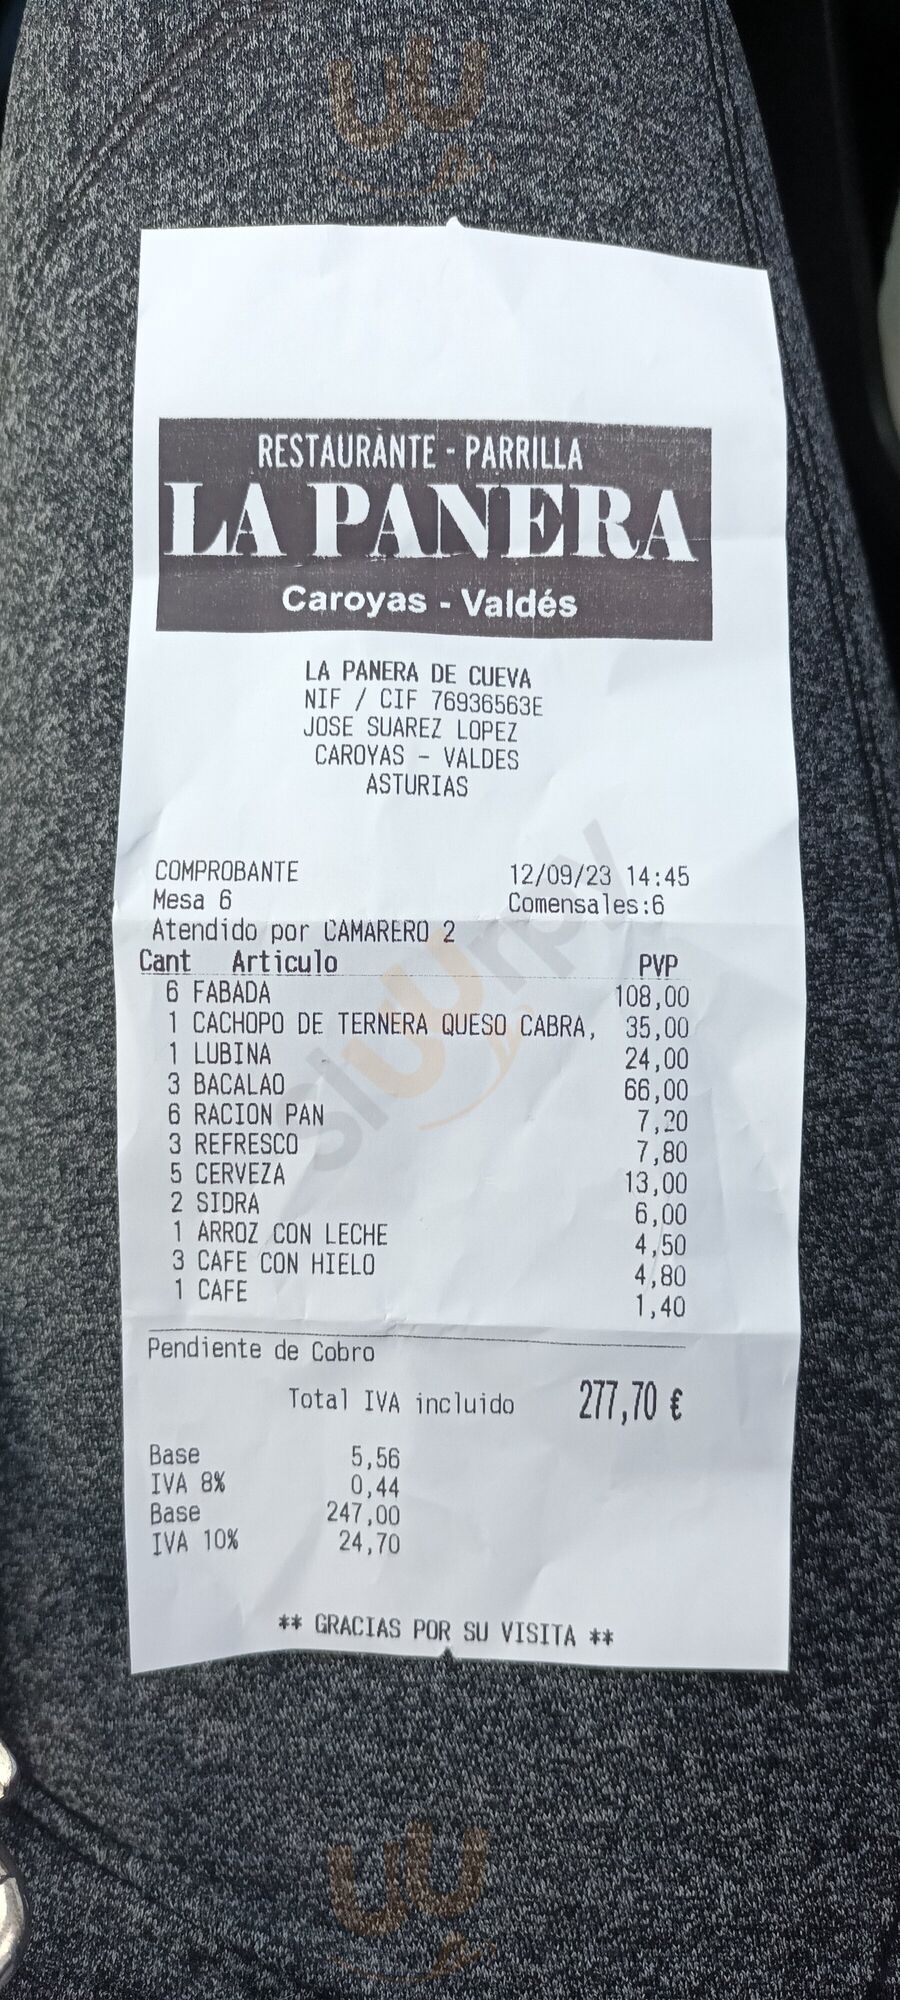 RESTAURANTE - PARRILLA
LA PANERA
Caroyas - Valdés
LA PANERA DE CUEVA
NIF / CIF 76936563E
JOSE SUAREZ LOPEZ
CAROYAS - VALDES
ASTURIAS
COMPROBANTE 12/09/23 14:45
Mesa 6 Comensales:6
Atendido por CAMARERO 2
Cant Articulo PVP
6 FABADA 108,00
1 CACHOPO DE TERNERA QUESO CABRA, 35,00
1 LUBINA 24,00
3 BACALAO 66,00
6 RACION PAN 7,20
3 REFRESCO 7,80
5 CERVEZA 13,00
2 SIDRA 6,00
1 ARROZ CON LECHE 4,50
3 CAFE CON HIELO 4,80
1 CAFE 1,40
Pendiente de Cobro
Total IVA incluido 277,70 €
Base 5,56
IVA 8% 0,44
Base 247,00
IVA 10% 24,70
** GRACIAS POR SU VISITA **
sluurpy